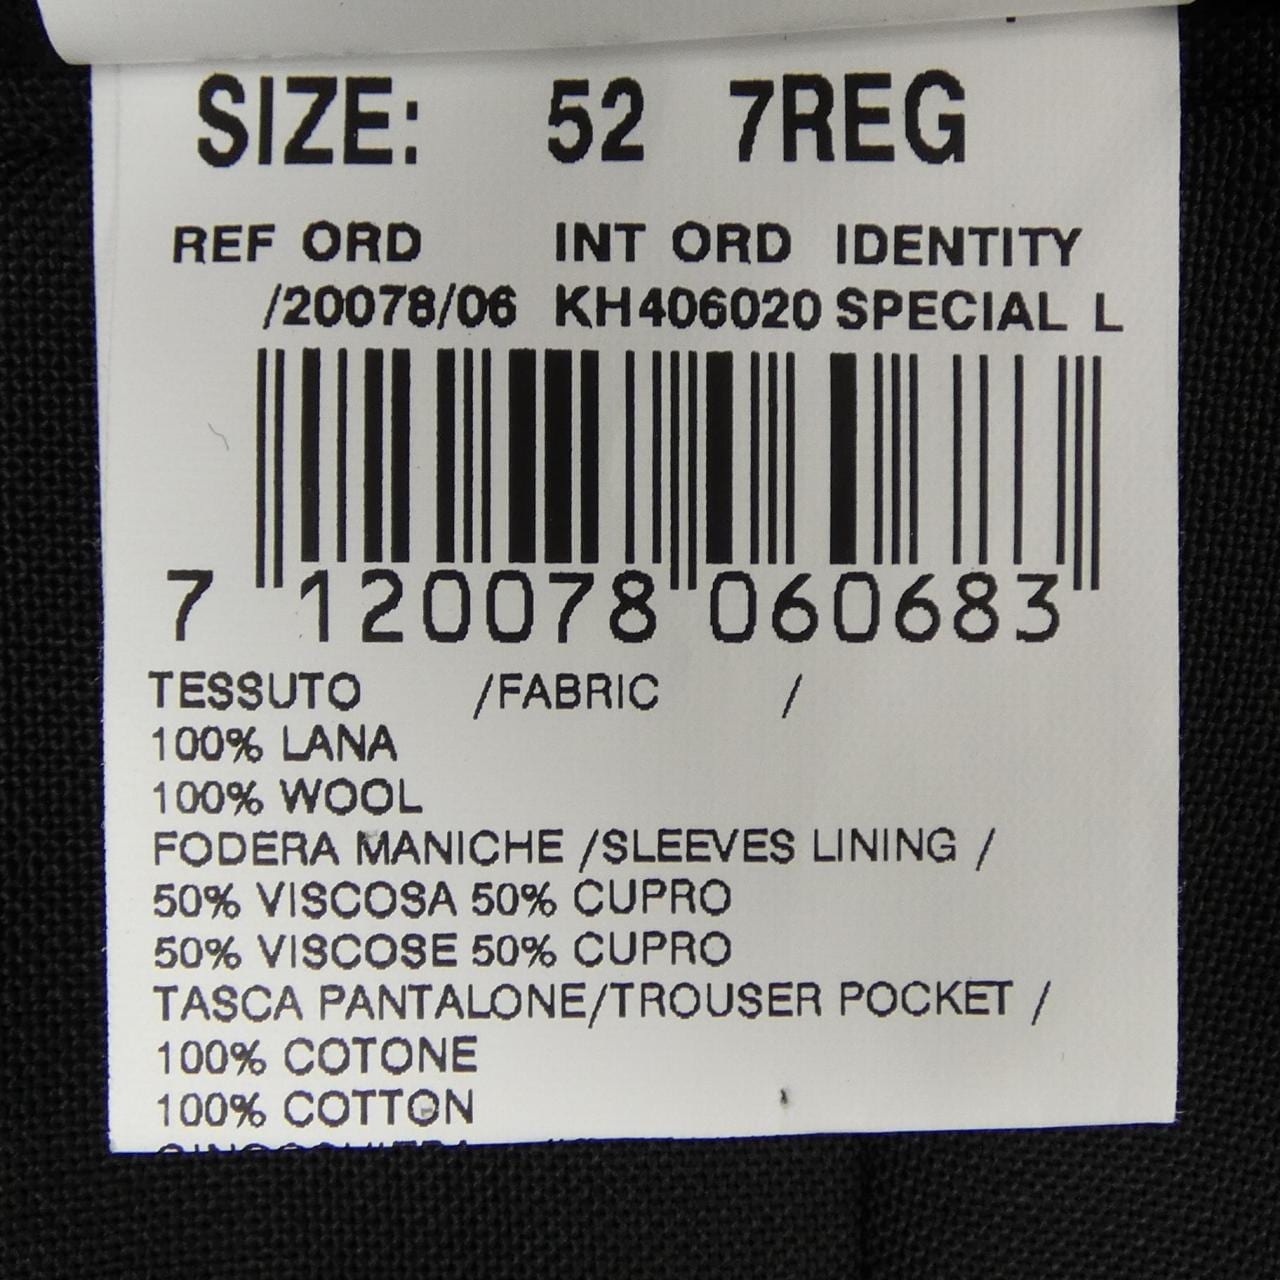 SIZE: 52 7REG
REF ORD INT ORD IDENTITY
/20078/06 KH406020 SPECIAL L
7 120078 060683
TESSUTO /FABRIC /
100% LANA
100% WOOL
FODERA MANICHE /SLEEVES LINING /
50% VISCOSA 50% CUPRO
50% VISCOSE 50% CUPRO
TASCA PANTALONE/TROUSER POCKET /
100% COTONE
100% COTTON